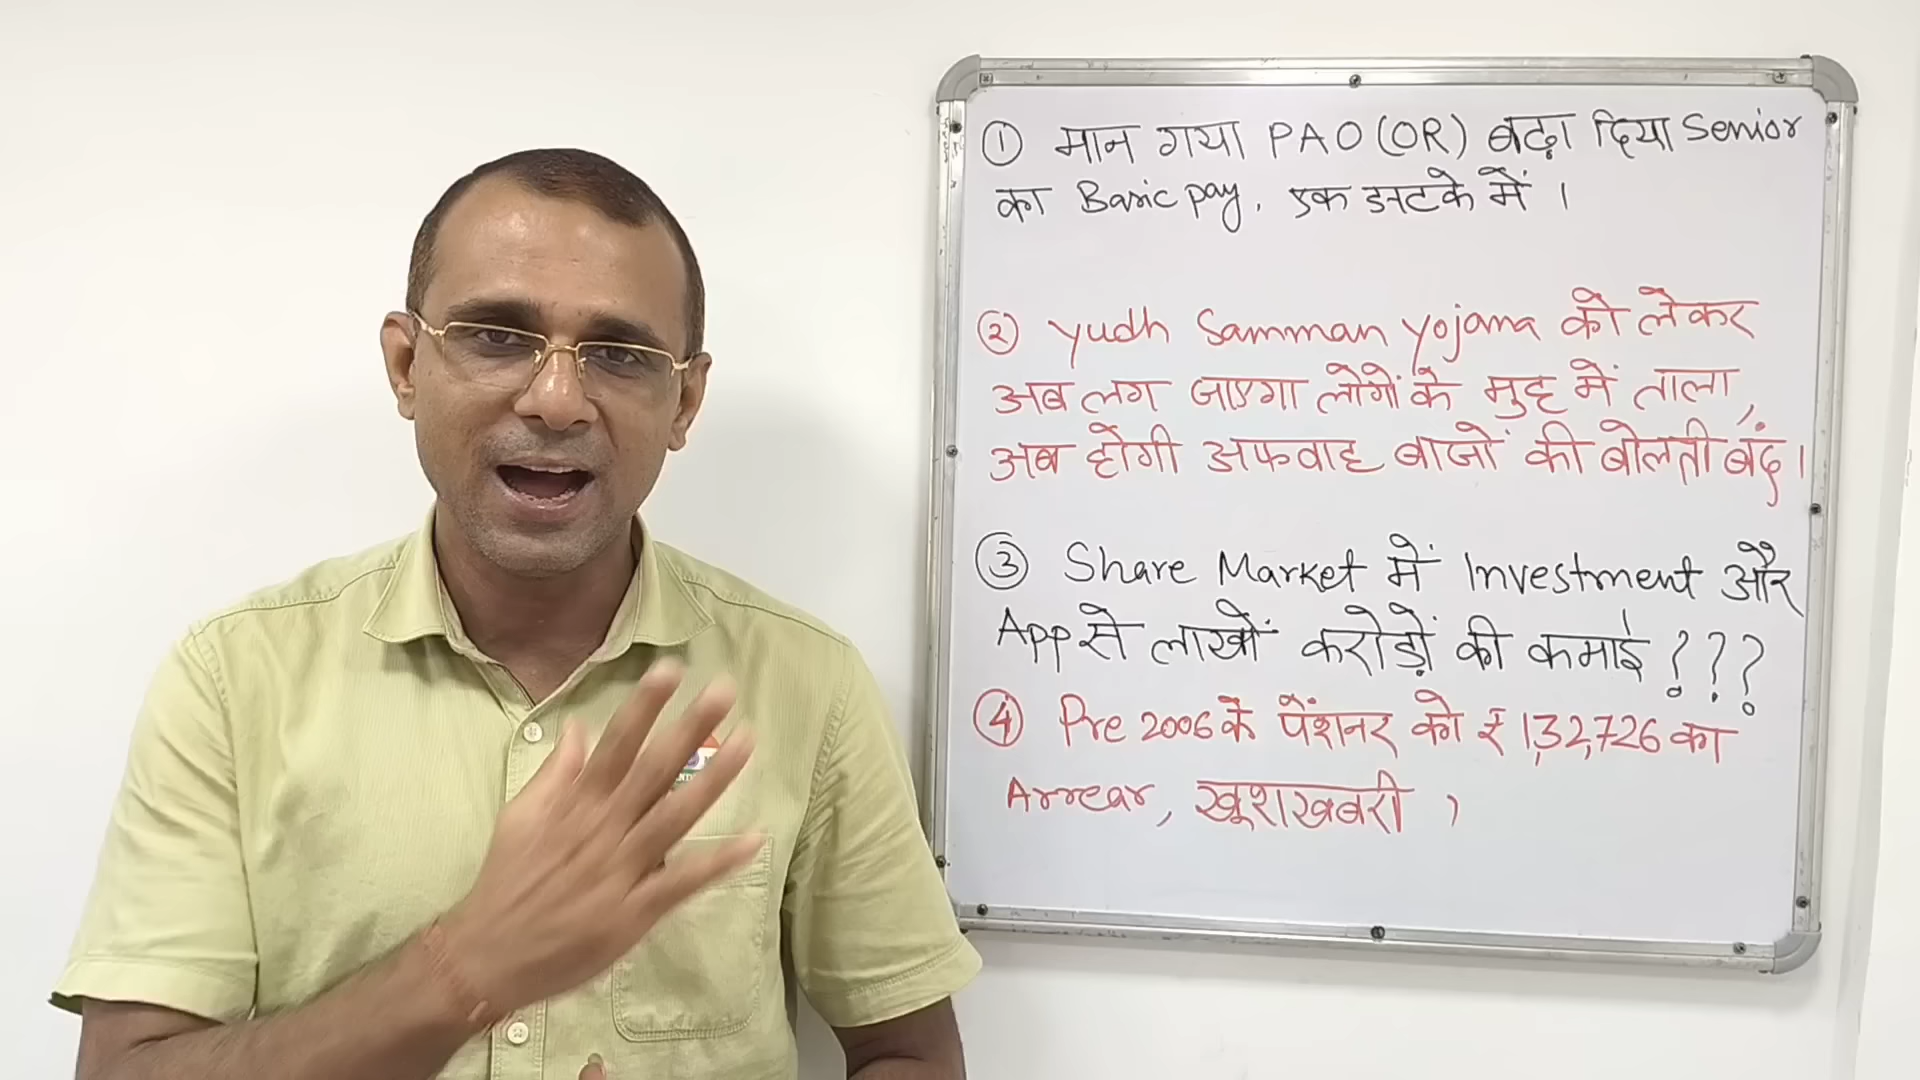 ① मान गया PAO(OR) बढ़ा दिया Senior
का Basic pay, एक झटके में ।
② Yudh Samman Yojana को लेकर
अब लग जाएगा लोगों के मुह में ताला,
अब होगी अफवाह बाजों की बोलती बंद।
③ Share Market में Investment और
App से लाखों करोड़ों की कमाई ???
④ Pre 2006 के पेंशनर को ₹ 1,32,726 का
Arrear, खूशखबरी ।